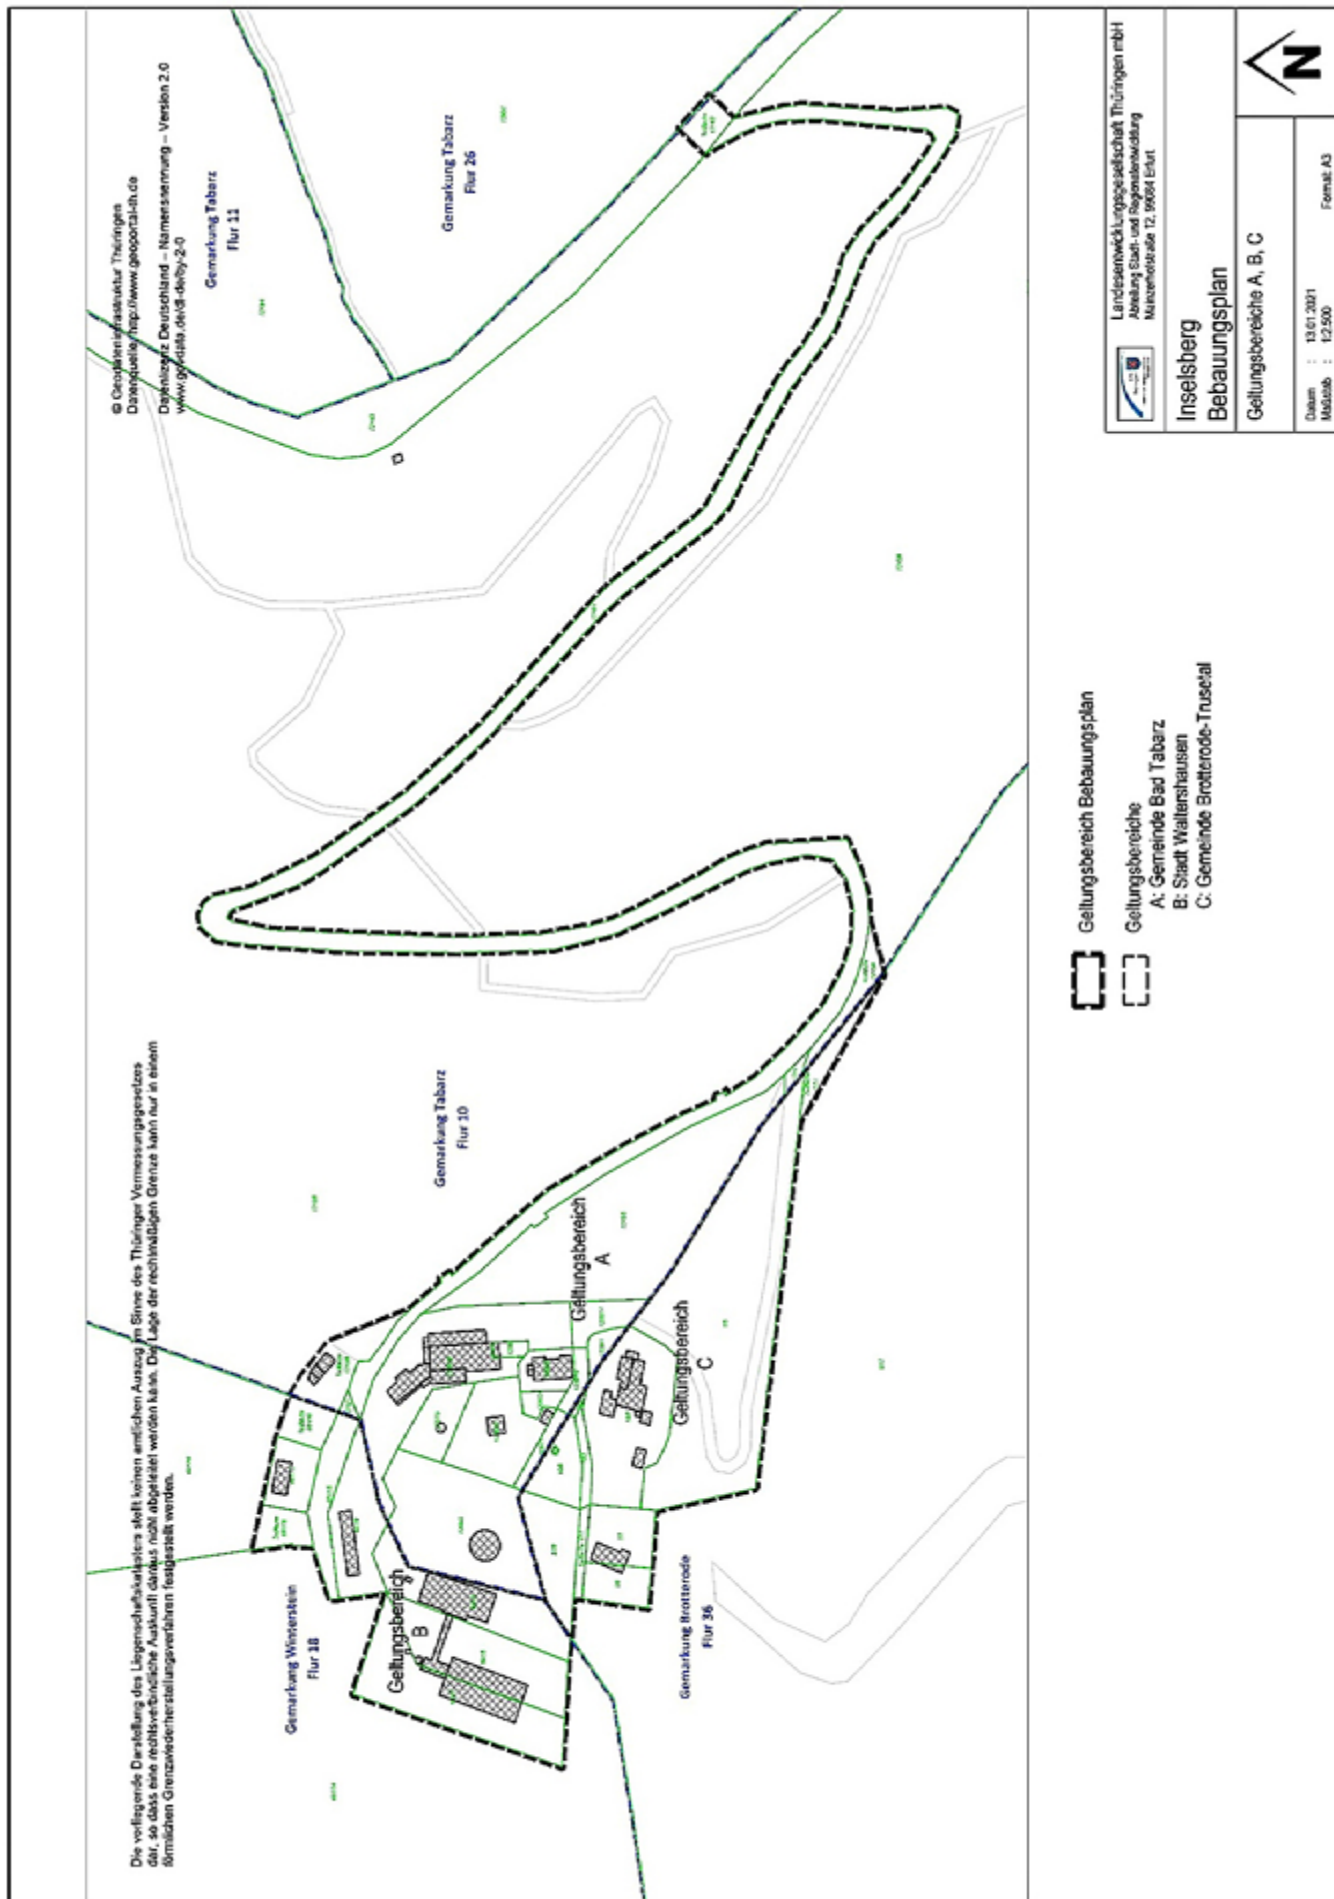 Die vorliegende Darstellung des Liegenschaftskatasters stellt keinen amtlichen Auszug im Sinne des Thüringer Vermessungsgesetzes
dar, so dass eine rechtsverbindliche Auskunft daraus nicht abgeleitet werden kann. Die Lage der rechtmäßigen Grenze kann nur in einem
förmlichen Grenzwiederherstellungsverfahren festgestellt werden.
© Geodateninfrastruktur Thüringen
Datenquelle: http://www.geoportal-th.de
Datenlizenz Deutschland – Namensnennung – Version 2.0
www.govdata.de/dl-de/by-2-0
Gemarkung Tabarz
Flur 11
Gemarkung Tabarz
Flur 26
Gemarkung Tabarz
Flur 10
Gemarkung Winterstein
Flur 18
Gemarkung Brotterode
Flur 36
Geltungsbereich
A
Geltungsbereich
B
Geltungsbereich
C
Geltungsbereich Bebauungsplan
Geltungsbereiche
A: Gemeinde Bad Tabarz
B: Stadt Waltershausen
C: Gemeinde Brotterode-Trusetal
Landesentwicklungsgesellschaft Thüringen mbH
Abteilung Stadt- und Regionalentwicklung
Mainzerhofstraße 12, 99084 Erfurt
Inselsberg
Bebauungsplan
Geltungsbereiche A, B, C
Datum : 13.01.2021
Maßstab : 1:2.500 Format: A3
N